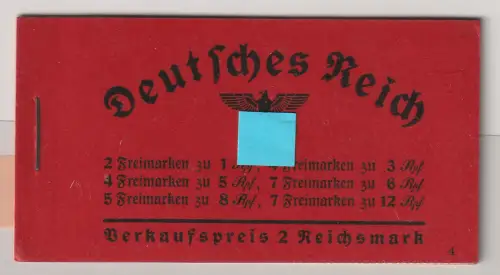 Deutsches Reich
2 Freimarken zu 1 Rpf, Freimarken zu 3 Rpf
4 Freimarken zu 5 Rpf, 7 Freimarken zu 6 Rpf
5 Freimarken zu 8 Rpf, 7 Freimarken zu 12 Rpf
Verkaufspreis 2 Reichsmark
4